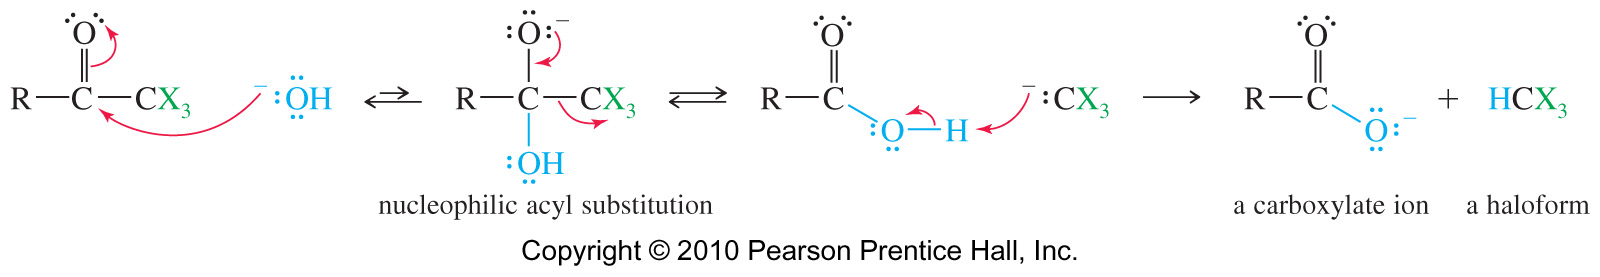 R—C(=O)—CX₃ ⁻:OH ⇌ R—C(O⁻)(OH)—CX₃ ⇌ R—C(=O)—O—H ⁻:CX₃ → R—C(=O)—O⁻ + HCX₃
nucleophilic acyl substitution a carboxylate ion a haloform
Copyright © 2010 Pearson Prentice Hall, Inc.